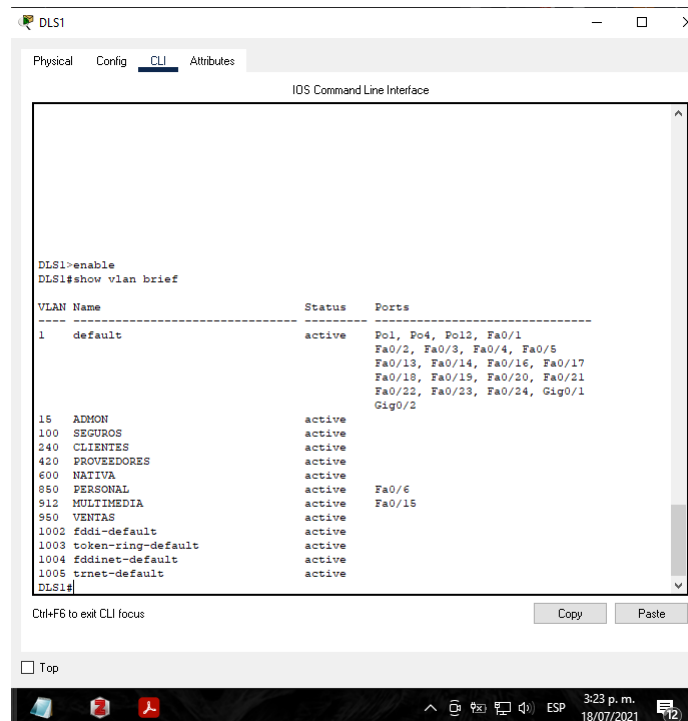 DLS1
Physical Config CLI Attributes
IOS Command Line Interface
DLS1>enable
DLS1#show vlan brief
VLAN Name Status Ports
---- -------------------------------- --------- -------------------------------
1 default active Po1, Po4, Po12, Fa0/1
Fa0/2, Fa0/3, Fa0/4, Fa0/5
Fa0/13, Fa0/14, Fa0/16, Fa0/17
Fa0/18, Fa0/19, Fa0/20, Fa0/21
Fa0/22, Fa0/23, Fa0/24, Gig0/1
Gig0/2
15 ADMON active
100 SEGUROS active
240 CLIENTES active
420 PROVEEDORES active
600 NATIVA active
850 PERSONAL active Fa0/6
912 MULTIMEDIA active Fa0/15
950 VENTAS active
1002 fddi-default active
1003 token-ring-default active
1004 fddinet-default active
1005 trnet-default active
DLS1#
Ctrl+F6 to exit CLI focus Copy Paste
Top
ESP 3:23 p. m.
18/07/2021 12